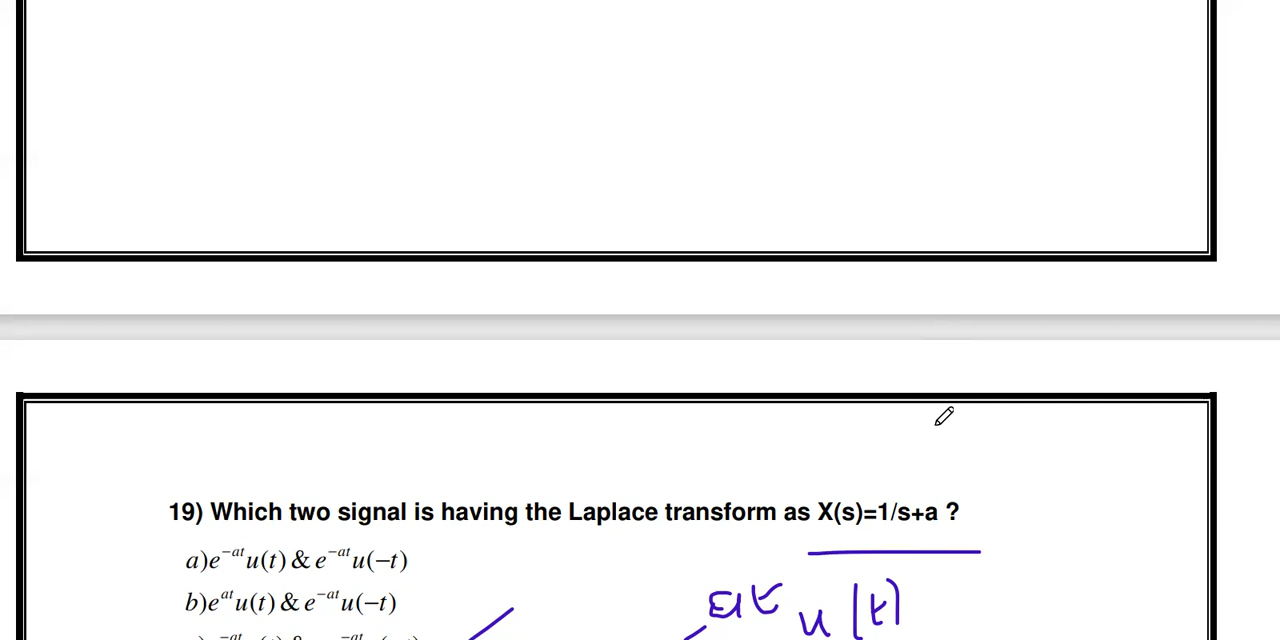 19) Which two signal is having the Laplace transform as X(s)=1/s+a ?
a)e^{-at}u(t) & e^{-at}u(-t)
b)e^{at}u(t) & e^{-at}u(-t)
u(t)